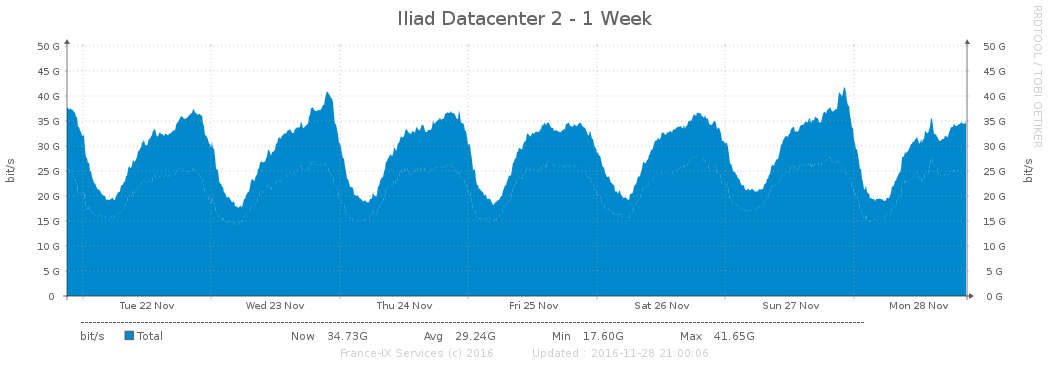 Iliad Datacenter 2 - 1 Week
RRDTOOL / TOBI OETIKER
bit/s
50 G
45 G
40 G
35 G
30 G
25 G
20 G
15 G
10 G
5 G
0
50 G
45 G
40 G
35 G
30 G
25 G
20 G
15 G
10 G
5 G
0 G
bit/s
Tue 22 Nov Wed 23 Nov Thu 24 Nov Fri 25 Nov Sat 26 Nov Sun 27 Nov Mon 28 Nov
bit/s Total Now 34.73G Avg 29.24G Min 17.60G Max 41.65G
France-IX Services (c) 2016 Updated : 2016-11-28 21:00:06